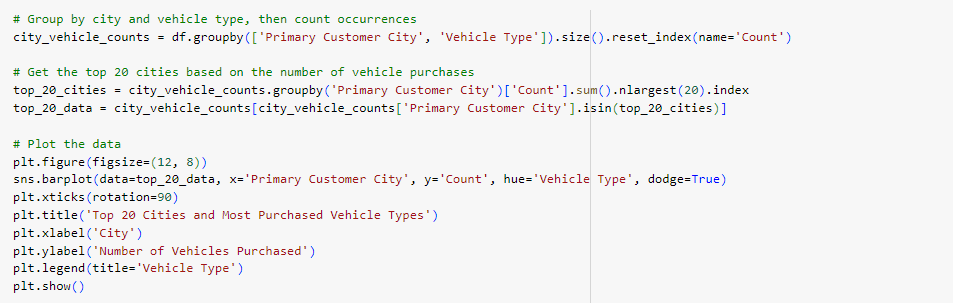 # Group by city and vehicle type, then count occurrences
city_vehicle_counts = df.groupby(['Primary Customer City', 'Vehicle Type']).size().reset_index(name='Count')
# Get the top 20 cities based on the number of vehicle purchases
top_20_cities = city_vehicle_counts.groupby('Primary Customer City')['Count'].sum().nlargest(20).index
top_20_data = city_vehicle_counts[city_vehicle_counts['Primary Customer City'].isin(top_20_cities)]
# Plot the data
plt.figure(figsize=(12, 8))
sns.barplot(data=top_20_data, x='Primary Customer City', y='Count', hue='Vehicle Type', dodge=True)
plt.xticks(rotation=90)
plt.title('Top 20 Cities and Most Purchased Vehicle Types')
plt.xlabel('City')
plt.ylabel('Number of Vehicles Purchased')
plt.legend(title='Vehicle Type')
plt.show()